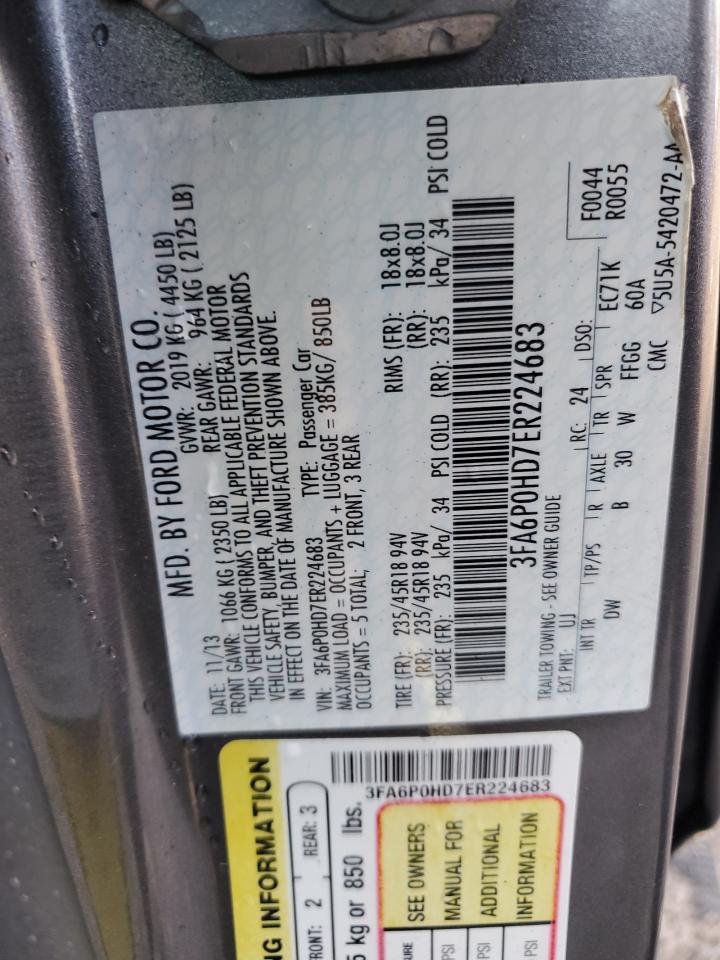 MFD. BY FORD MOTOR CO.
DATE: 11/13 GVWR: 2019 KG ( 4450 LB)
FRONT GAWR: 1066 KG ( 2350 LB) REAR GAWR: 964 KG ( 2125 LB)
THIS VEHICLE CONFORMS TO ALL APPLICABLE FEDERAL MOTOR
VEHICLE SAFETY, BUMPER, AND THEFT PREVENTION STANDARDS
IN EFFECT ON THE DATE OF MANUFACTURE SHOWN ABOVE.
VIN: 3FA6P0HD7ER224683 TYPE: Passenger Car
MAXIMUM LOAD = OCCUPANTS + LUGGAGE = 385KG/ 850LB
OCCUPANTS = 5 TOTAL; 2 FRONT, 3 REAR
TIRE (FR): 235/45R18 94V RIMS (FR): 18x8.0J
(RR): 235/45R18 94V (RR): 18x8.0J
PRESSURE (FR): 235 kPa/ 34 PSI COLD (RR): 235 kPa/ 34 PSI COLD
3FA6P0HD7ER224683
TRAILER TOWING - SEE OWNER GUIDE
EXT PNT: UJ RC: 24 DSO: F0044
R0055
INT TR TP/PS R AXLE TR SPR EC71K
DW B 30 W FFGG 60A
CMC ▽5U5A-5420472-AA
NG INFORMATION
FRONT: 2 REAR: 3
5 kg or 850 lbs.
3FA6P0HD7ER224683
SURE
PSI
PSI
PSI
SEE OWNERS
MANUAL FOR
ADDITIONAL
INFORMATION